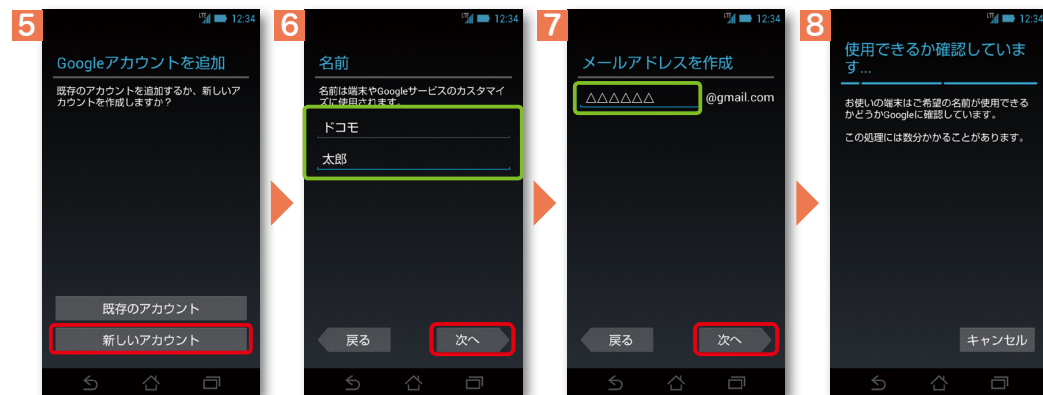 5
LTE 12:34
Googleアカウントを追加
既存のアカウントを追加するか、新しいア
カウントを作成しますか？
既存のアカウント
新しいアカウント
6
LTE 12:34
名前
名前は端末やGoogleサービスのカスタマイ
ズに使用されます。
ドコモ
太郎
戻る
次へ
7
LTE 12:34
メールアドレスを作成
△△△△△△ @gmail.com
戻る
次へ
8
LTE 12:34
使用できるか確認していま
す...
お使いの端末はご希望の名前が使用できる
かどうかGoogleに確認しています。
この処理には数分かかることがあります。
キャンセル